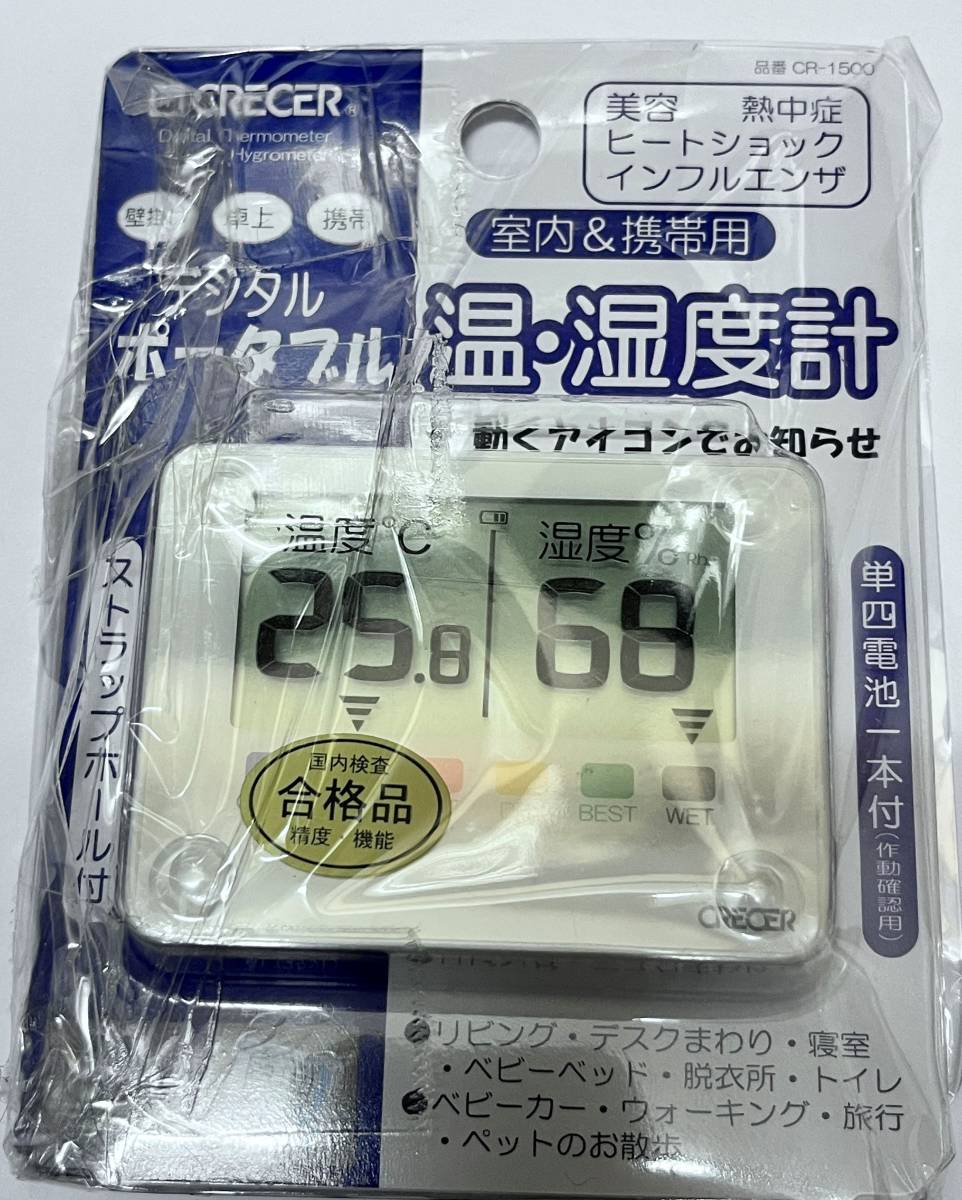 品番 CR-1500
CRECER®
Digital Thermometer
Hygrometer
美容 熱中症
ヒートショック
インフルエンザ
壁掛 卓上 携帯
室内&携帯用
デジタル
ポータブル
温・湿度計
動くアイコンでお知らせ
温度℃
湿度%Rh
25.8
68
ストラップホール付
単四電池一本付(作動確認用)
国内検査
合格品
精度・機能
BEST
WET
CRECER
●リビング・デスクまわり・寝室
・ベビーベッド・脱衣所・トイレ
●ベビーカー・ウォーキング・旅行
・ペットのお散歩